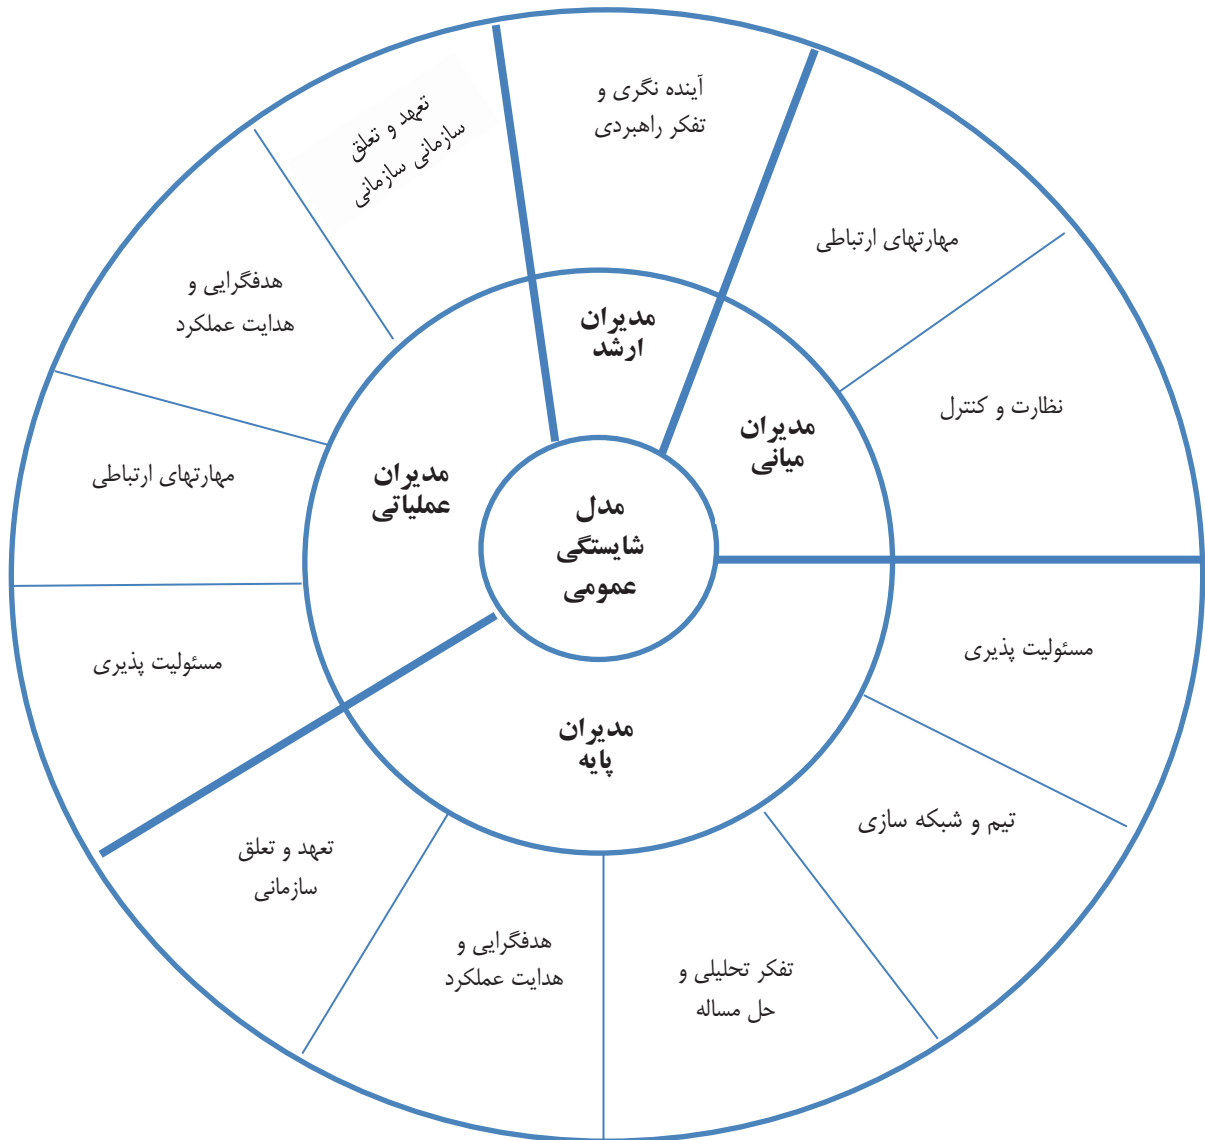 آینده نگری و
تفکر راهبردی
تعهد و تعلق
سازمانی سازمانی
مهارتهای ارتباطی
هدفگرایی و
هدایت عملکرد
مدیران
ارشد
نظارت و کنترل
مدیران
میانی
مدیران
عملیاتی
مهارتهای ارتباطی
مدل
شایستگی
عمومی
مسئولیت پذیری
مسئولیت پذیری
مدیران
پایه
تیم و شبکه سازی
تعهد و تعلق
سازمانی
هدفگرایی و
هدایت عملکرد
تفکر تحلیلی و
حل مساله